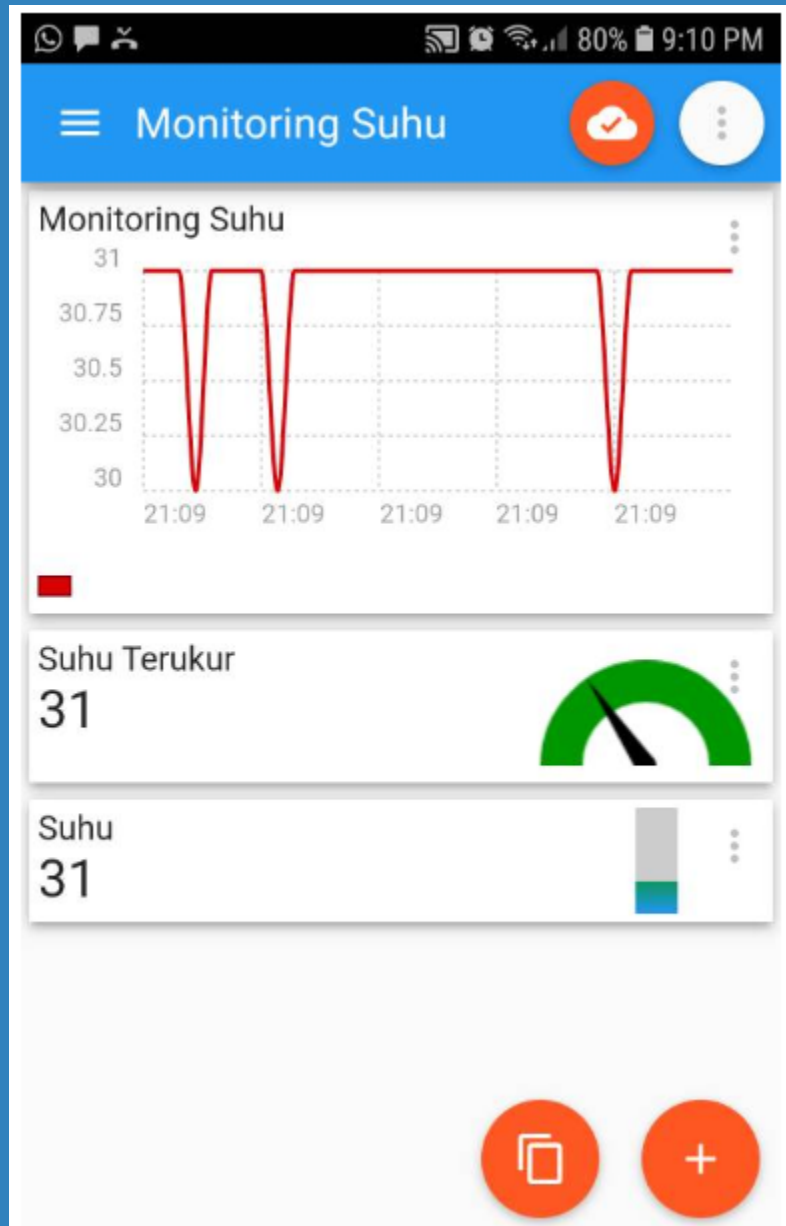 80% 9:10 PM
Monitoring Suhu
Monitoring Suhu
31
30.75
30.5
30.25
30
21:09 21:09 21:09 21:09 21:09
Suhu Terukur
31
Suhu
31